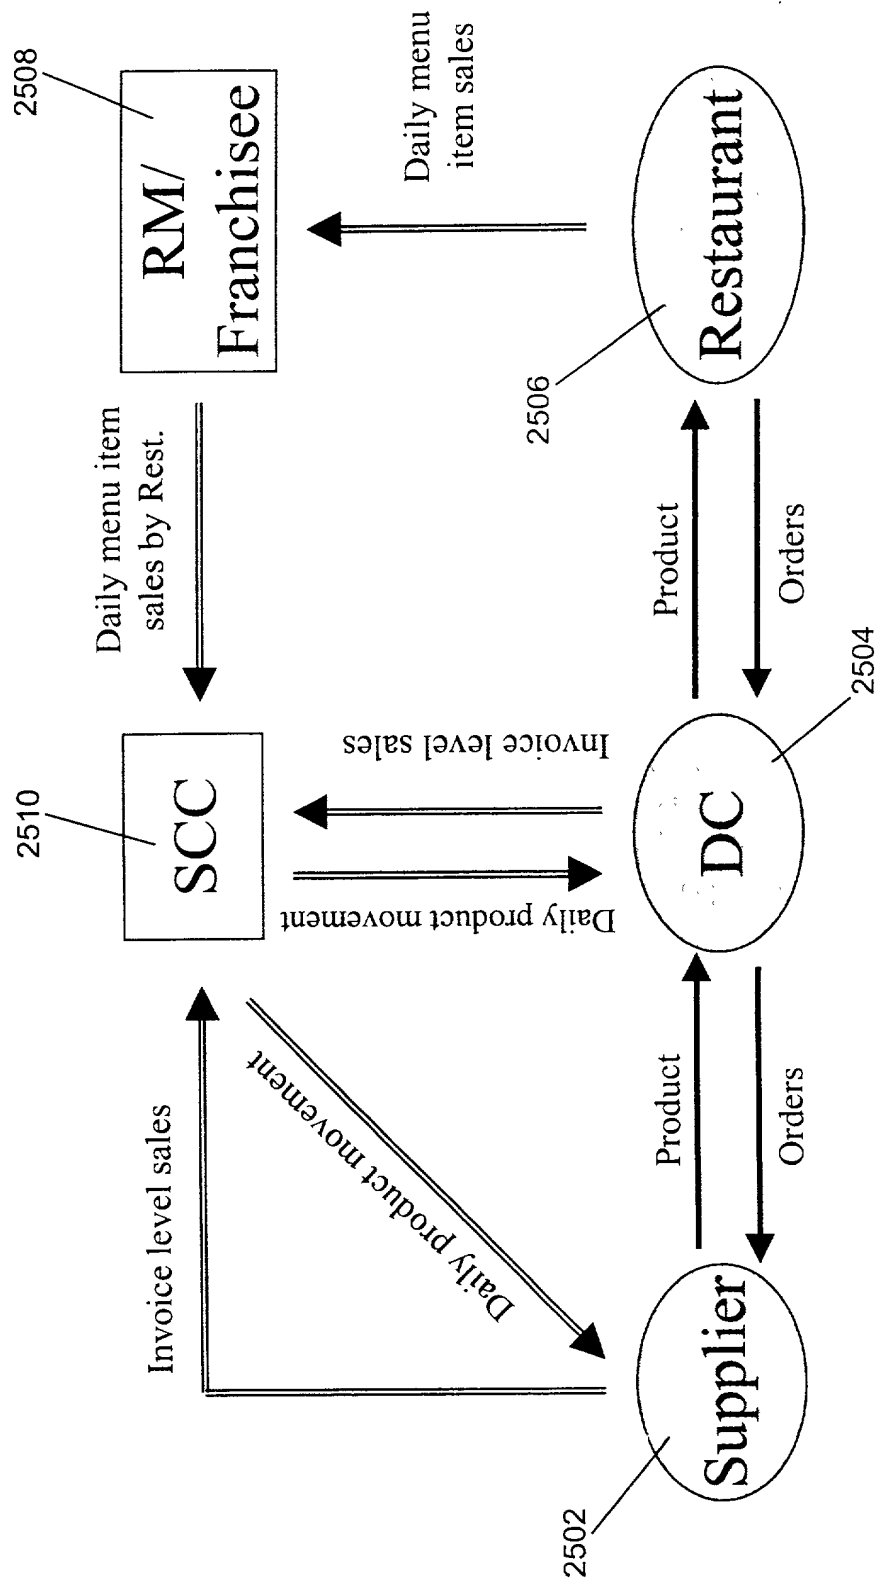 2510
2508
SCC
RM/
Franchisee
Daily menu item
sales by Rest.
Invoice level sales
Daily product movement
Daily product movement
Invoice level sales
Daily menu
item sales
2502
Supplier
Product
Orders
DC
2504
Product
Orders
2506
Restaurant